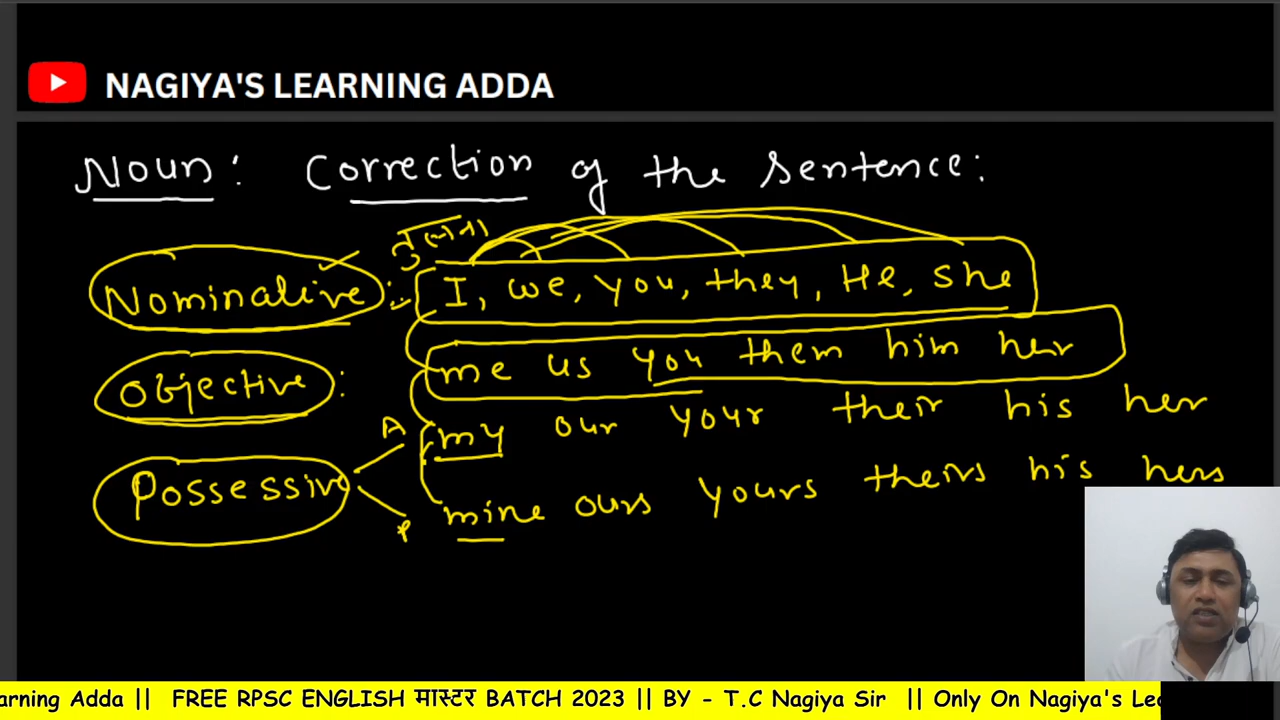 NAGIYA'S LEARNING ADDA
Noun: Correction of the sentence:
तुलना
Nominative: I, we, you, they, He, she
Objective: me us you them him her
Possessive A my our your their his her
P mine ours yours theirs his hers
arning Adda || FREE RPSC ENGLISH मास्टर BATCH 2023 || BY - T.C Nagiya Sir || Only On Nagiya's Le